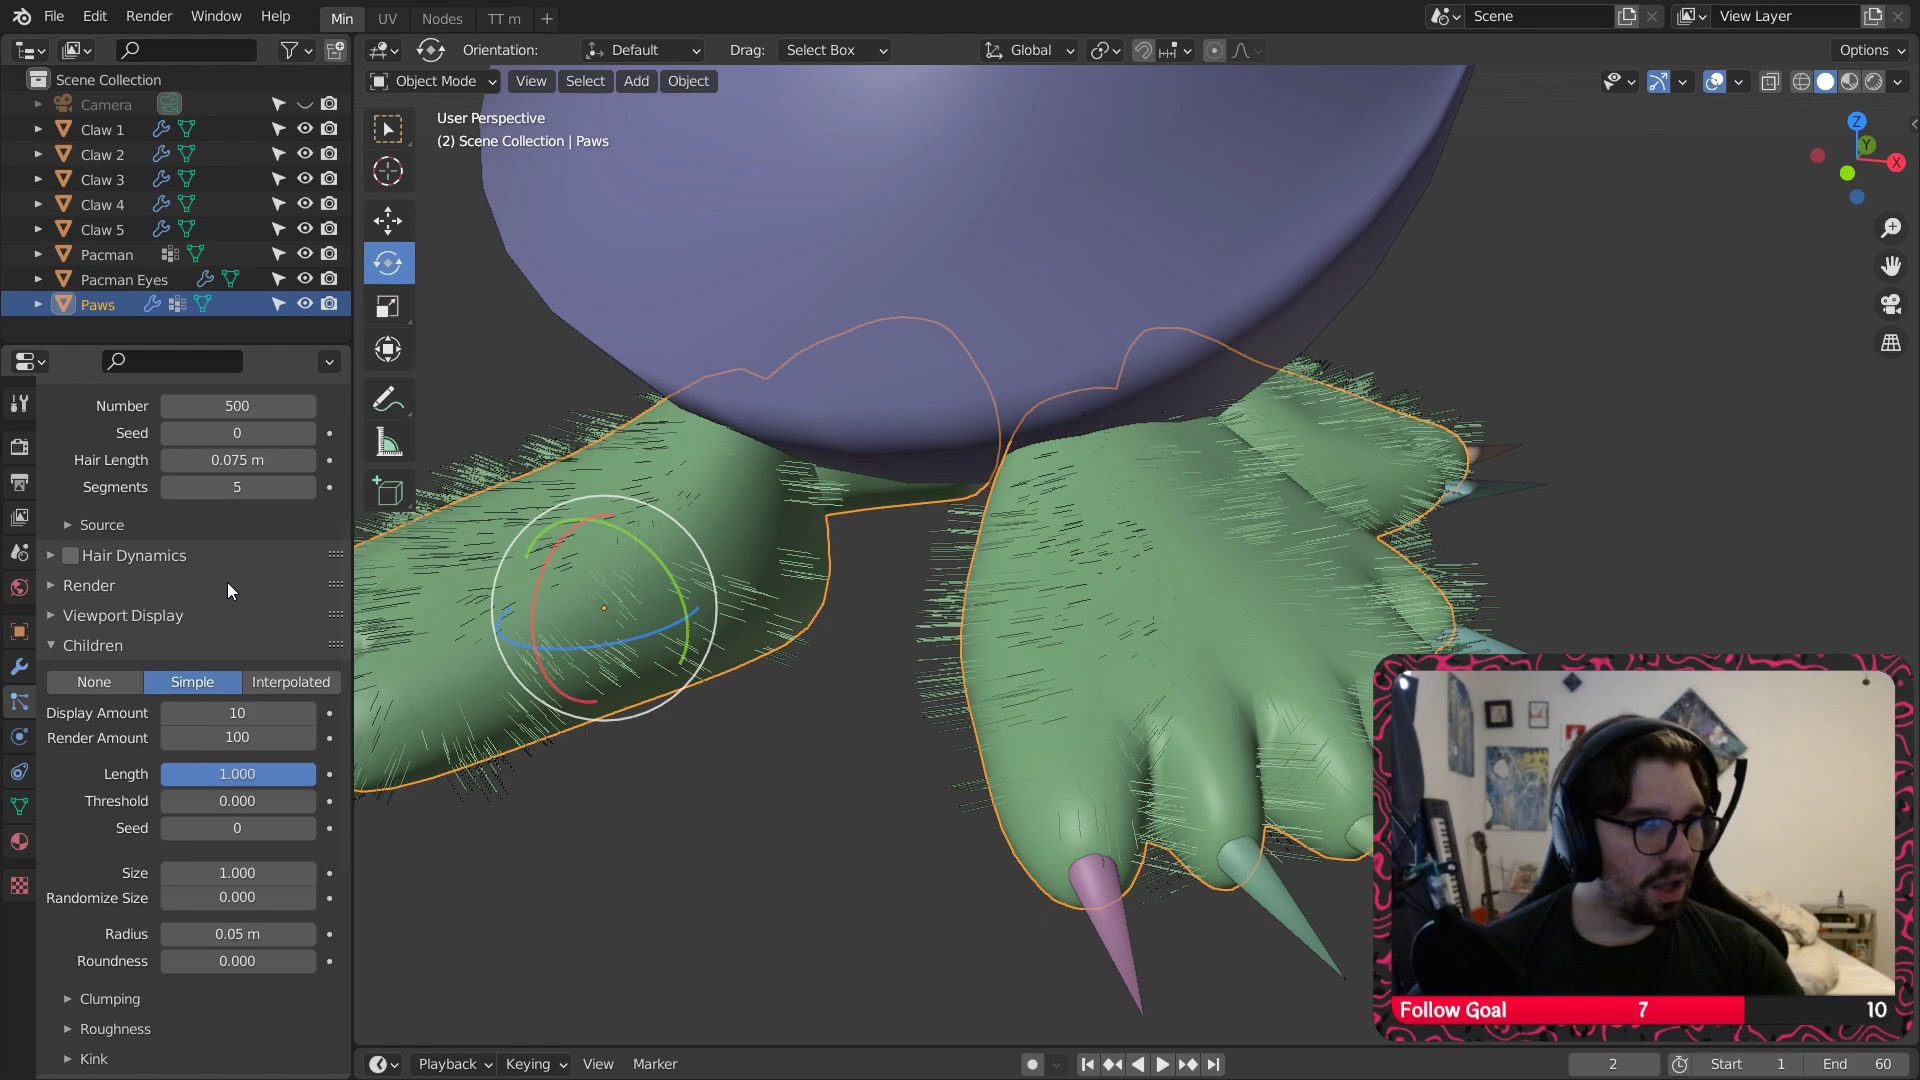 File Edit Render Window Help
Min UV Nodes TT m +
Scene
View Layer
Orientation: Default Drag: Select Box Global Options
Scene Collection
Object Mode View Select Add Object
Camera
Claw 1
Claw 2
Claw 3
Claw 4
Claw 5
Pacman
Pacman Eyes
Paws
User Perspective
(2) Scene Collection | Paws
Z
Y
X
Number 500
Seed 0
Hair Length 0.075 m
Segments 5
Source
Hair Dynamics
Render
Viewport Display
Children
None Simple Interpolated
Display Amount 10
Render Amount 100
Length 1.000
Threshold 0.000
Seed 0
Size 1.000
Randomize Size 0.000
Radius 0.05 m
Roundness 0.000
Clumping
Roughness
Kink
Follow Goal 7 10
Playback Keying View Marker
2 Start 1 End 60